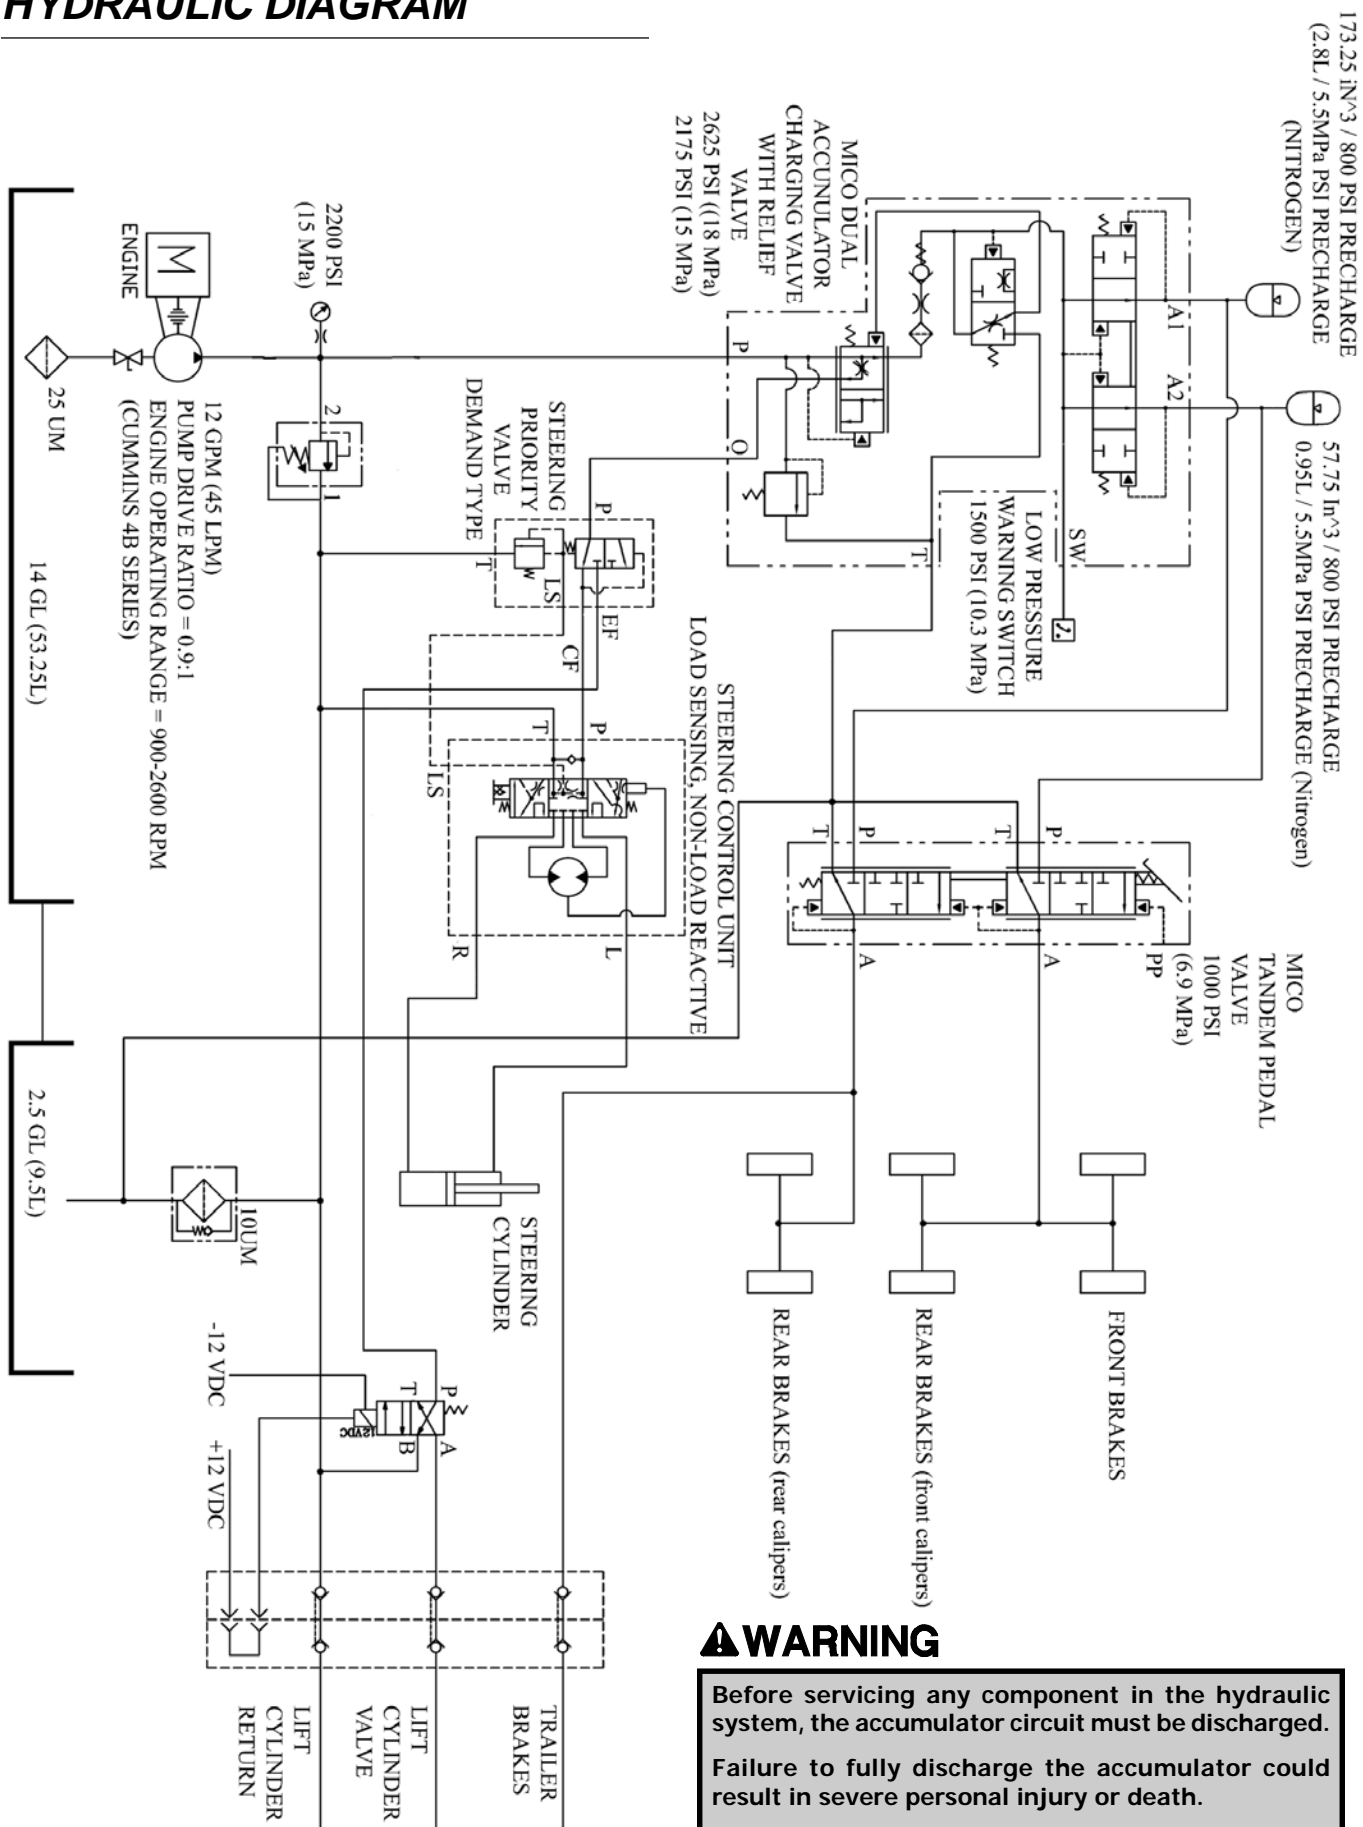 HYDRAULIC DIAGRAM
173.25 iN^3 / 800 PSI PRECHARGE
(2.8L / 5.5MPa PSI PRECHARGE
(NITROGEN)
57.75 In^3 / 800 PSI PRECHARGE
0.95L / 5.5MPa PSI PRECHARGE (Nitrogen)
MICO DUAL
ACCUNULATOR
CHARGING VALVE
WITH RELIEF
VALVE
2625 PSI ((18 MPa)
2175 PSI (15 MPa)
A1
A2
P
O
T
SW
LOW PRESSURE
WARNING SWITCH
1500 PSI (10.3 MPa)
2200 PSI
(15 MPa)
M
ENGINE
25 UM
12 GPM (45 LPM)
PUMP DRIVE RATIO = 0.9:1
ENGINE OPERATING RANGE = 900-2600 RPM
(CUMMINS 4B SERIES)
14 GL (53.25L)
2
1
STEERING
PRIORITY
VALVE
DEMAND TYPE
P
T
LS
EF
CF
STEERING CONTROL UNIT
LOAD SENSING, NON-LOAD REACTIVE
T
P
LS
R
L
T
P
T
P
A
A
PP
MICO
TANDEM PEDAL
VALVE
1000 PSI
(6.9 MPa)
STEERING
CYLINDER
FRONT BRAKES
REAR BRAKES (front calipers)
REAR BRAKES (rear calipers)
2.5 GL (9.5L)
10UM
-12 VDC
+12 VDC
12VDC
P
T
A
B
TRAILER
BRAKES
LIFT
CYLINDER
VALVE
LIFT
CYLINDER
RETURN
WARNING
Before servicing any component in the hydraulic
system, the accumulator circuit must be discharged.
Failure to fully discharge the accumulator could
result in severe personal injury or death.